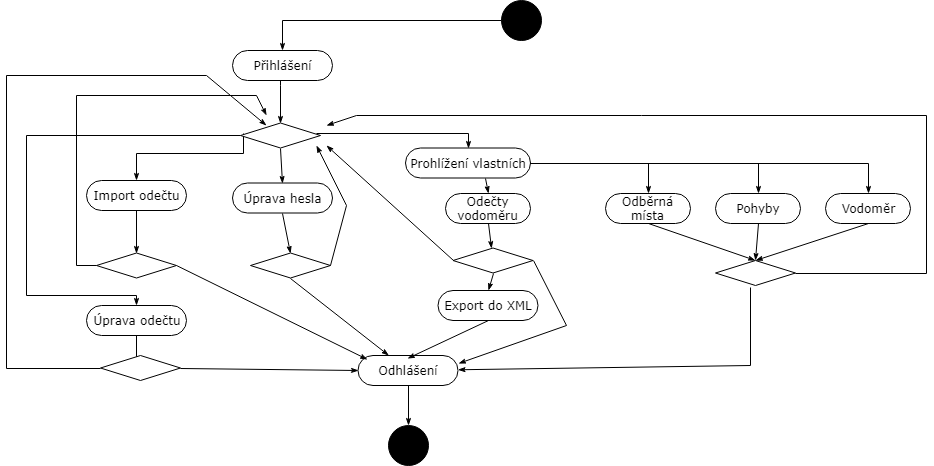 Přihlášení
Prohlížení vlastních
Import odečtu
Úprava hesla
Odečty
vodoměru
Odběrná
místa
Pohyby
Vodoměr
Export do XML
Úprava odečtu
Odhlášení